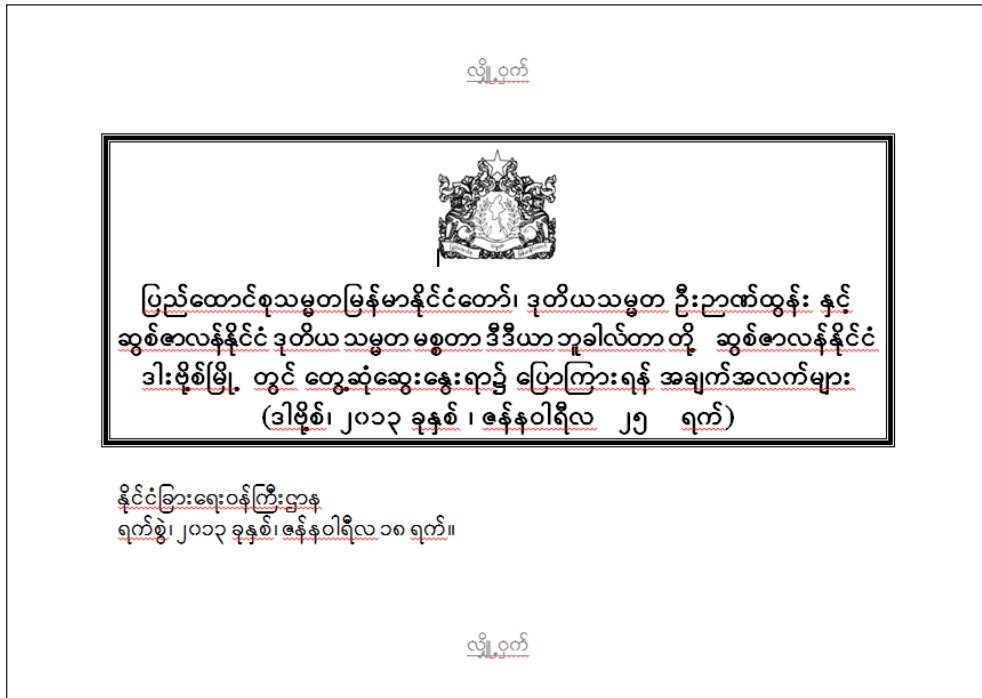 လျှို့ဝှက်
ပြည်ထောင်စုသမ္မတမြန်မာနိုင်ငံတော်၊ ဒုတိယသမ္မတ ဦးဉာဏ်ထွန်း နှင့်
ဆွစ်ဇာလန်နိုင်ငံ ဒုတိယ သမ္မတ မစ္စတာ ဒီဒီယာ ဘူခါလ်တာ တို့ ဆွစ်ဇာလန်နိုင်ငံ
ဒါးဗို့စ်မြို့ တွင် တွေ့ဆုံဆွေးနွေးရာ၌ ပြောကြားရန် အချက်အလက်များ
(ဒါဗို့စ်၊ ၂၀၁၃ ခုနှစ် ၊ ဇန်နဝါရီလ ၂၅ ရက်)
နိုင်ငံခြားရေးဝန်ကြီးဌာန
ရက်စွဲ၊ ၂၀၁၃ ခုနှစ်၊ ဇန်နဝါရီလ ၁၈ ရက်။
လျှို့ဝှက်